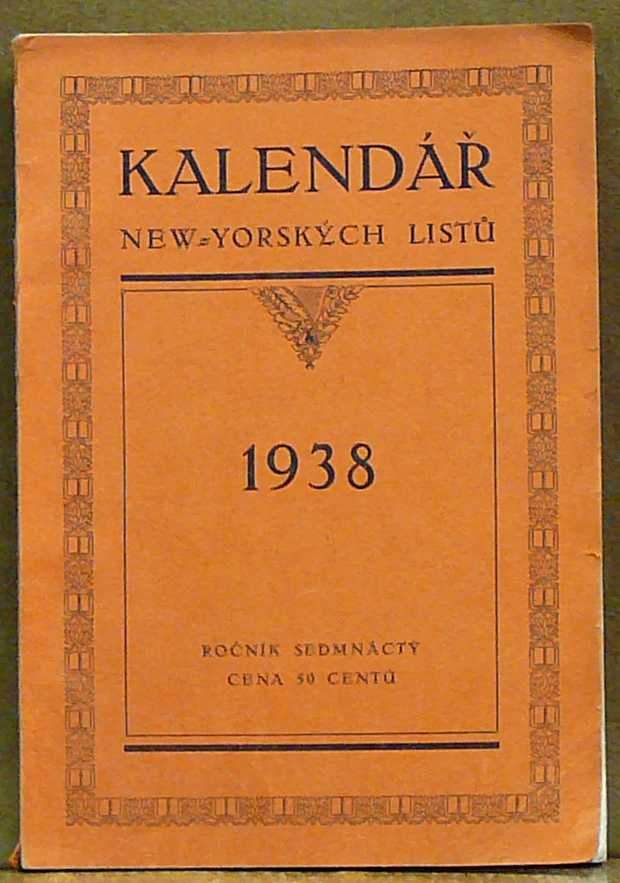 KALENDÁŘ
NEW=YORSKÝCH LISTŮ
1938
ROČNÍK SEDMNÁCTÝ
CENA 50 CENTŮ